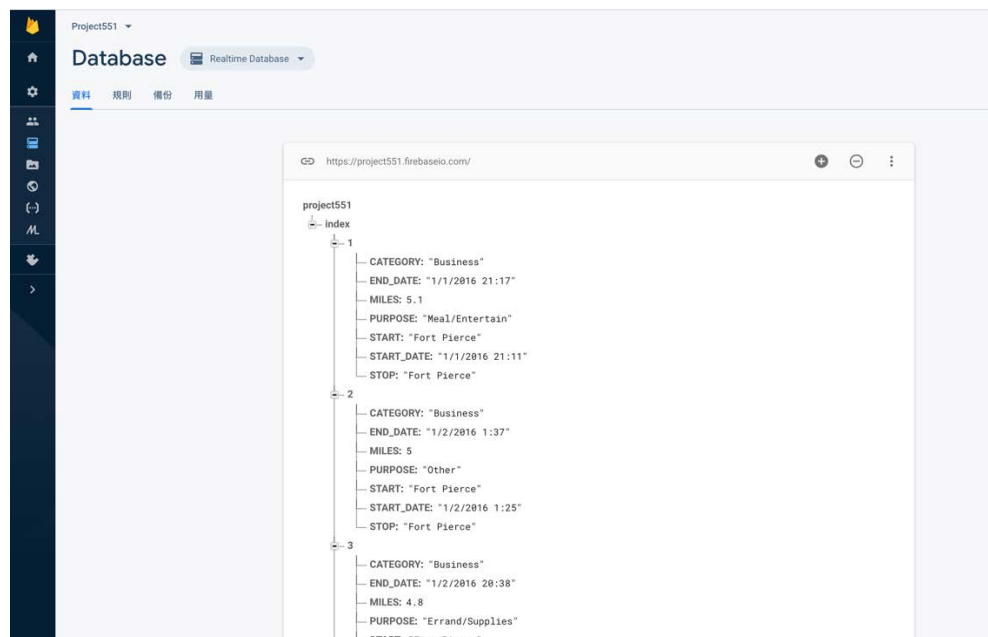 Project551
Database Realtime Database
資料 規則 備份 用量
https://project551.firebaseio.com/
project551
index
1
CATEGORY: "Business"
END_DATE: "1/1/2016 21:17"
MILES: 5.1
PURPOSE: "Meal/Entertain"
START: "Fort Pierce"
START_DATE: "1/1/2016 21:11"
STOP: "Fort Pierce"
2
CATEGORY: "Business"
END_DATE: "1/2/2016 1:37"
MILES: 5
PURPOSE: "Other"
START: "Fort Pierce"
START_DATE: "1/2/2016 1:25"
STOP: "Fort Pierce"
3
CATEGORY: "Business"
END_DATE: "1/2/2016 20:38"
MILES: 4.8
PURPOSE: "Errand/Supplies"